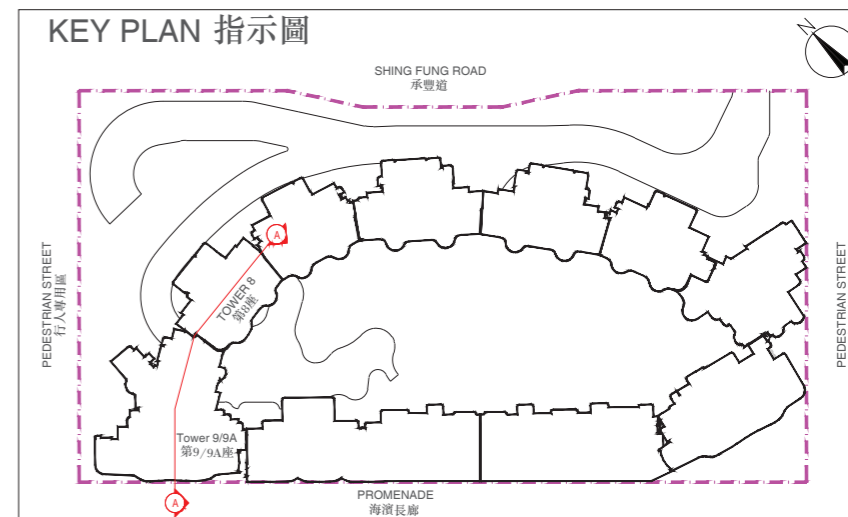 KEY PLAN 指示圖
N
SHING FUNG ROAD
承豐道
PEDESTRIAN STREET
行人專用區
A
TOWER 8
第8座
PEDESTRIAN STREET
Tower 9/9A
第9/9A座
PROMENADE
海濱長廊
A